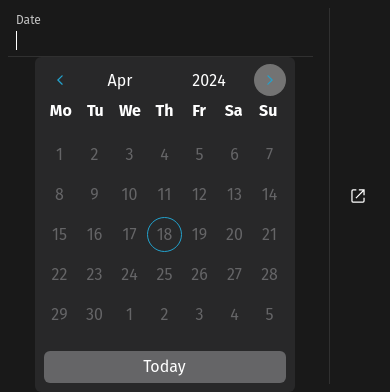 Date
Apr 2024
Mo Tu We Th Fr Sa Su
1 2 3 4 5 6 7
8 9 10 11 12 13 14
15 16 17 18 19 20 21
22 23 24 25 26 27 28
29 30 1 2 3 4 5
Today